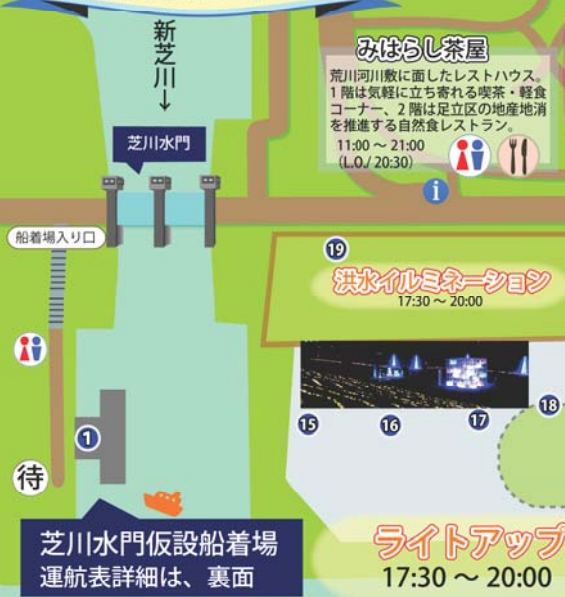 新芝川→
芝川水門
みはらし茶屋
荒川河川敷に面したレストハウス。
1階は気軽に立ち寄れる喫茶・軽食
コーナー、2階は足立区の地産地消
を推進する自然食レストラン。
11:00 ~ 21:00
(L.O./ 20:30)
i
船着場入り口
19
洪水イルミネーション
17:30 ~ 20:00
15
16
17
18
1
待
芝川水門仮設船着場
運航表詳細は、裏面
ライトアップ
17:30 ~ 20:00